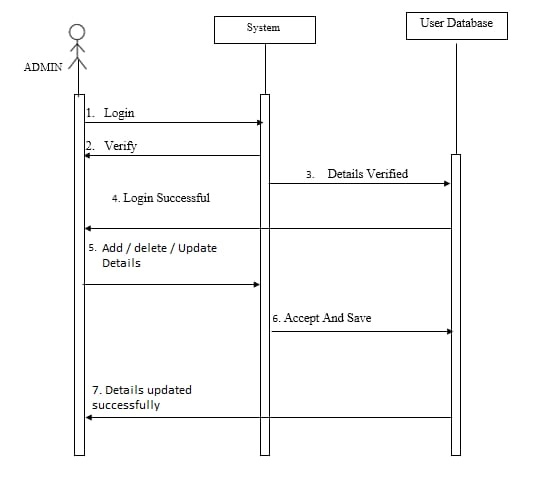 User Database
System
ADMIN
1. Login
2. Verify
3. Details Verified
4. Login Successful
5. Add / delete / Update
Details
6. Accept And Save
7. Details updated
successfully